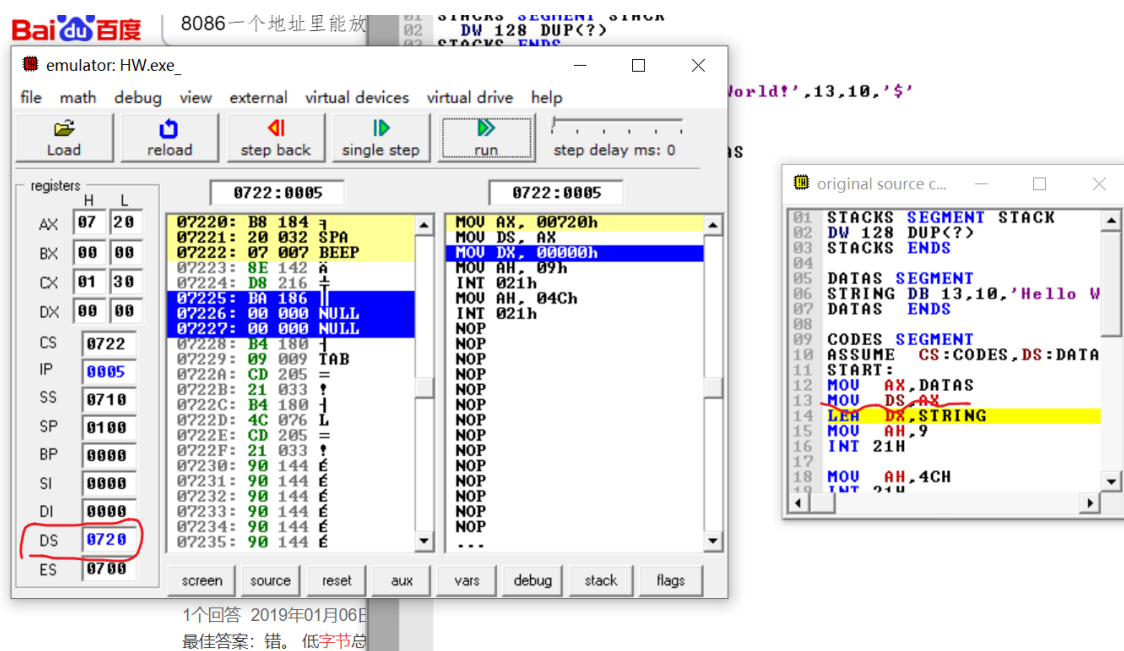 Bai du 百度
8086一个地址里能放
01 STACKS SEGMENT STACK
02 DW 128 DUP(?)
03 STACKS ENDS
World!',13,10,'$'
emulator: HW.exe_
file math debug view external virtual devices virtual drive help
Load reload step back single step run step delay ms: 0
registers
H L
AX 07 20
BX 00 00
CX 01 30
DX 00 00
CS 0722
IP 0005
SS 0710
SP 0100
BP 0000
SI 0000
DI 0000
DS 0720
ES 0700
0722:0005
07220: B8 184 ╕
07221: 20 032 SPA
07222: 07 007 BEEP
07223: 8E 142 Ä
07224: D8 216 ╪
07225: BA 186 ║
07226: 00 000 NULL
07227: 00 000 NULL
07228: B4 180 ┤
07229: 09 009 TAB
0722A: CD 205 =
0722B: 21 033 !
0722C: B4 180 ┤
0722D: 4C 076 L
0722E: CD 205 =
0722F: 21 033 !
07230: 90 144 É
07231: 90 144 É
07232: 90 144 É
07233: 90 144 É
07234: 90 144 É
07235: 90 144 É
0722:0005
MOV AX, 00720h
MOV DS, AX
MOV DX, 00000h
MOV AH, 09h
INT 021h
MOV AH, 04Ch
INT 021h
NOP
NOP
NOP
NOP
NOP
NOP
NOP
NOP
NOP
NOP
NOP
NOP
NOP
NOP
...
screen source reset aux vars debug stack flags
original source c...
01 STACKS SEGMENT STACK
02 DW 128 DUP(?)
03 STACKS ENDS
04
05 DATAS SEGMENT
06 STRING DB 13,10,'Hello W
07 DATAS ENDS
08
09 CODES SEGMENT
10 ASSUME CS:CODES,DS:DATA
11 START:
12 MOV AX,DATAS
13 MOV DS,AX
14 LEA DX,STRING
15 MOV AH,9
16 INT 21H
17
18 MOV AH,4CH
19 INT 21H
1个回答 2019年01月06日
最佳答案：错。 低字节总